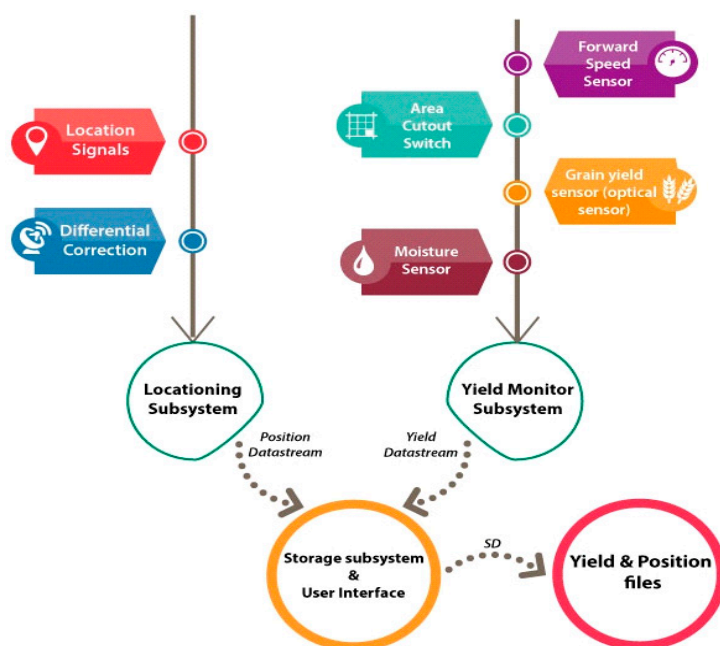 Forward
Speed
Sensor
Area
Cutout
Switch
Location
Signals
Grain yield
sensor (optical
sensor)
Differential
Correction
Moisture
Sensor
Locationing
Subsystem
Yield Monitor
Subsystem
Position
Datastream
Yield
Datastream
Storage subsystem
&
User Interface
SD
Yield & Position
files